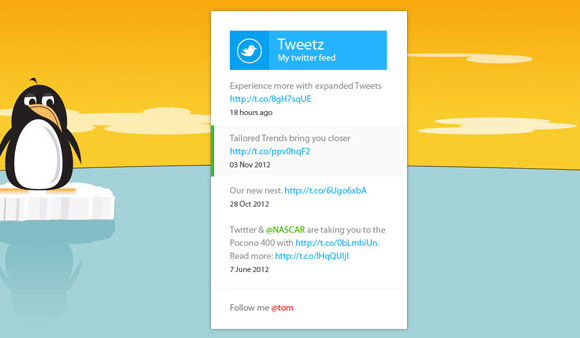 Tweetz
My twitter feed
Experience more with expanded Tweets
http://t.co/8gH7sqUE
18 hours ago
Tailored Trends bring you closer
http://t.co/ppv0hqF2
03 Nov 2012
Our new nest. http://t.co/6Ugo6xbA
28 Oct 2012
Twitter & @NASCAR are taking you to the
Pocono 400 with http://t.co/0bLmhiUn.
Read more: http://t.co/lHqQUljl
7 June 2012
Follow me @tom